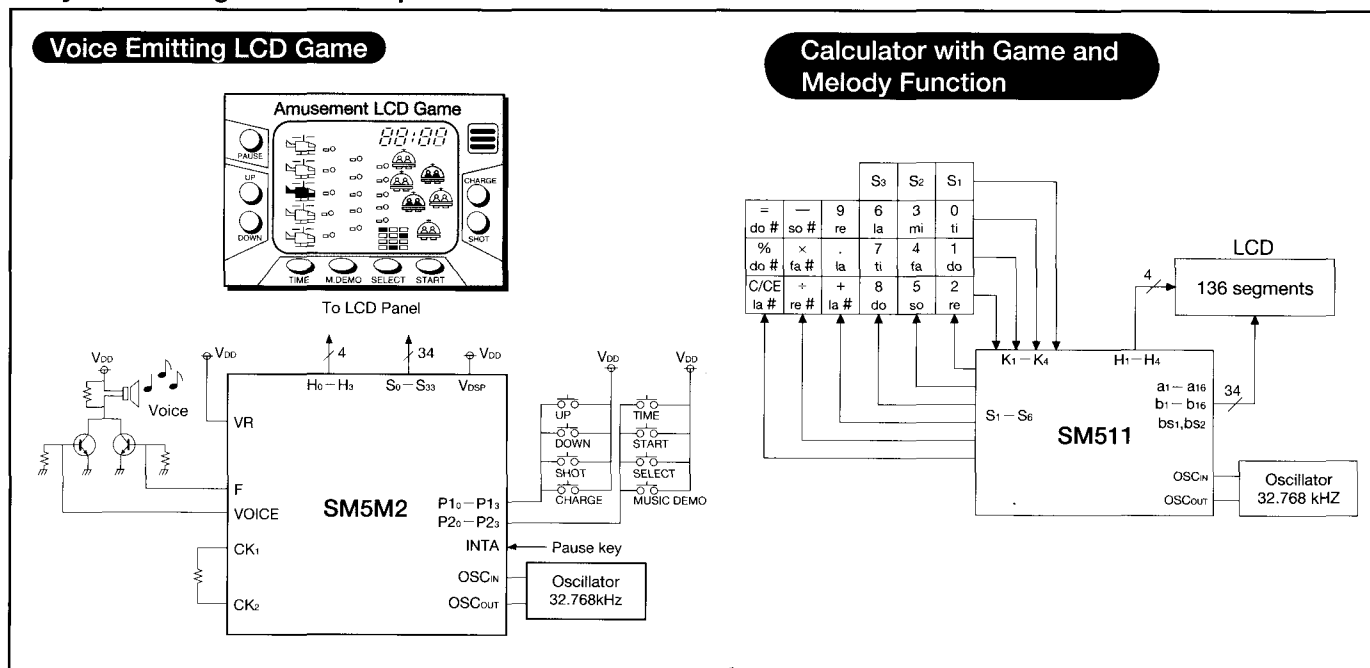 Voice Emitting LCD Game
Amusement LCD Game
88:88
PAUSE
UP
DOWN
CHARGE
SHOT
TIME M.DEMO SELECT START
To LCD Panel
VDD
Voice
VDD
4
34
VDD
H0−H3 S0−S33 VDSP
VR
F
VOICE
CK1
CK2
SM5M2
P10−P13
P20−P23
INTA
Pause key
OSCIN
OSCOUT
Oscillator
32.768kHz
VDD
VDD
UP
DOWN
SHOT
CHARGE
TIME
START
SELECT
MUSIC DEMO
Calculator with Game and
Melody Function
S3 S2 S1
= — 9 6 3 0
do # so # re la mi ti
% × . 7 4 1
do # fa # la ti fa do
C/CE ÷ + 8 5 2
la # re # la # do so re
LCD
136 segments
4
K1−K4 H1−H4
a1−a16
b1−b16
bs1,bs2
34
S1−S6
SM511
OSCIN
OSCOUT
Oscillator
32.768 kHZ